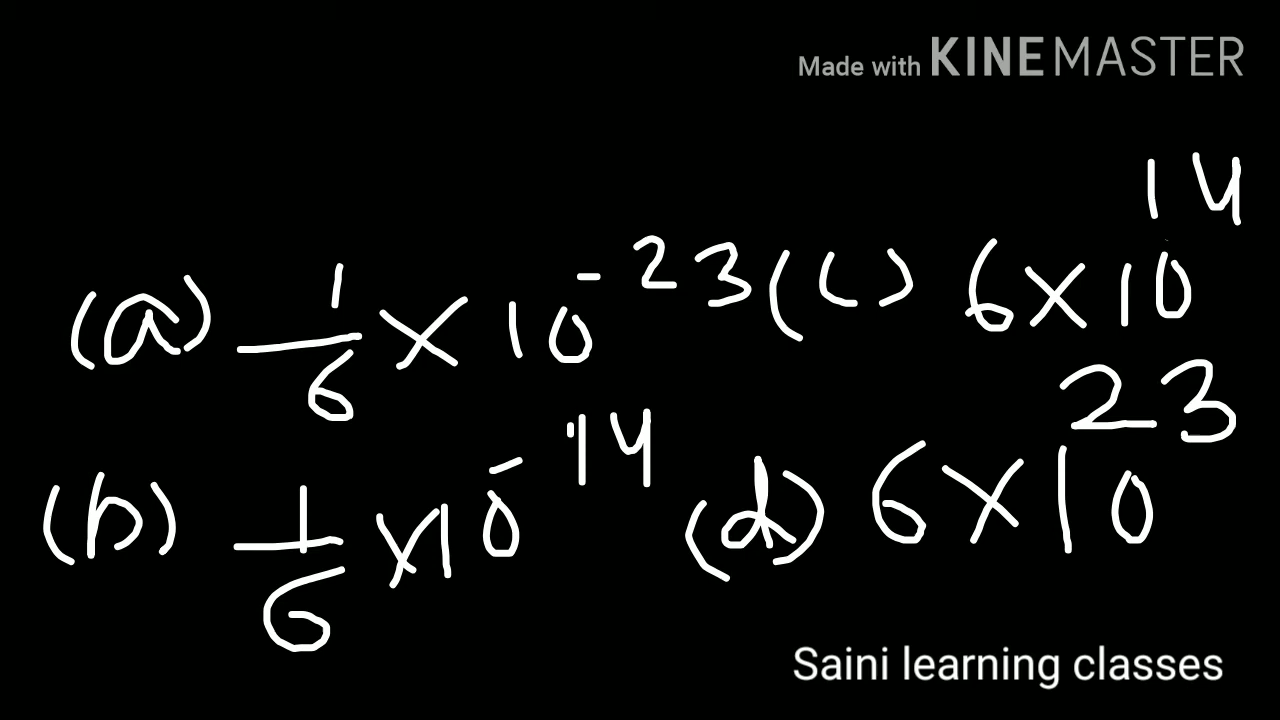 Made with KINEMASTER
(a) 1/6 × 10^-23 (c) 6×10^14
(b) 1/6 ×10^-14 (d) 6×10^23
Saini learning classes